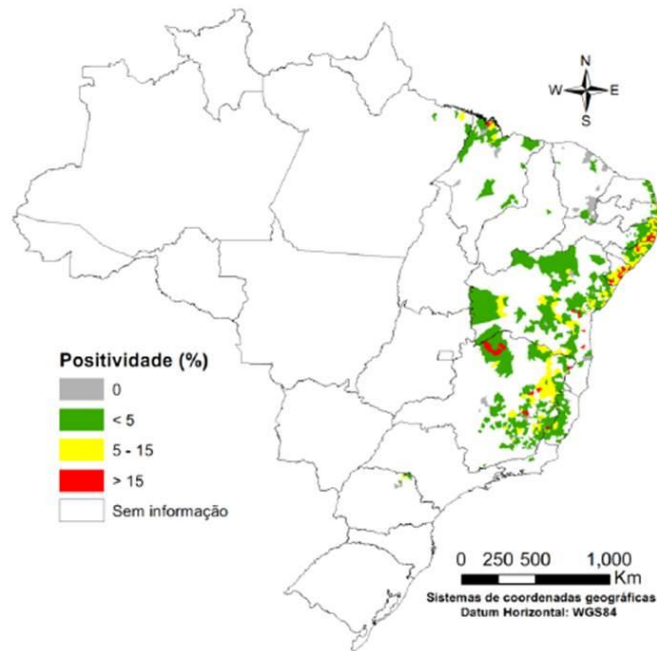 N
W E
S
Positividade (%)
0
< 5
5 - 15
> 15
Sem informação
0 250 500 1,000
Km
Sistemas de coordenadas geográficas
Datum Horizontal: WGS84